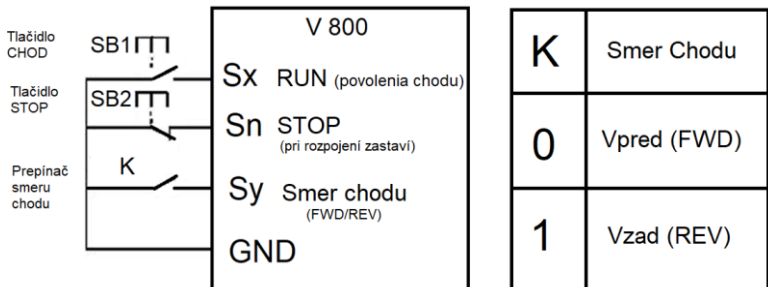 Tlačidlo
CHOD
SB1
Tlačidlo
STOP
SB2
Prepínač
smeru
chodu
K
V 800
Sx RUN (povolenia chodu)
Sn STOP
(pri rozpojení zastaví)
Sy Smer chodu
(FWD/REV)
GND
K Smer Chodu
0 Vpred (FWD)
1 Vzad (REV)